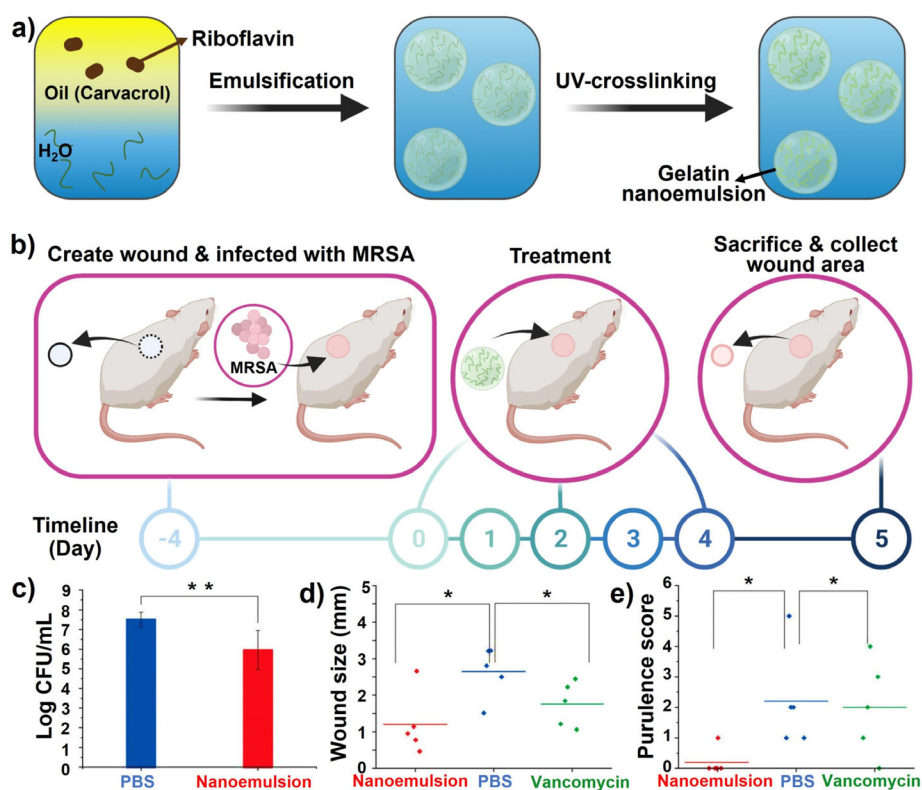 a)
Riboflavin
Oil (Carvacrol)
H₂O
Emulsification
UV-crosslinking
Gelatin
nanoemulsion
b)
Create wound & infected with MRSA
Treatment
Sacrifice & collect
wound area
MRSA
Timeline
(Day)
-4 0 1 2 3 4 5
c)
Log CFU/mL
9
8
7
6
5
4
3
2
1
0
**
PBS Nanoemulsion
d)
Wound size (mm)
5
4
3
2
1
0
* *
Nanoemulsion PBS Vancomycin
e)
Purulence score
6
5
4
3
2
1
0
* *
Nanoemulsion PBS Vancomycin